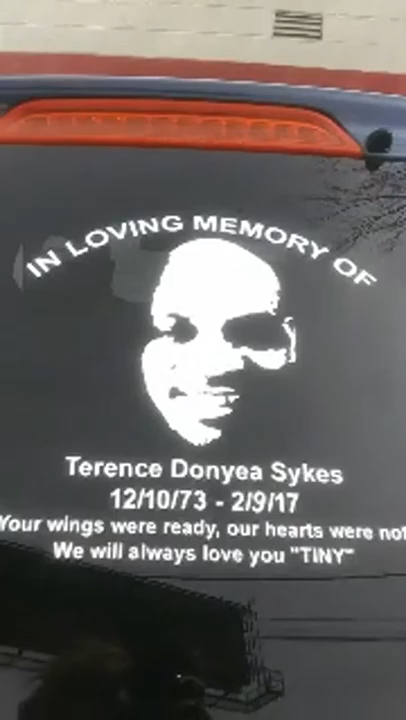 IN LOVING MEMORY OF
Terence Donyea Sykes
12/10/73 - 2/9/17
Your wings were ready, our hearts were not
We will always love you "TINY"